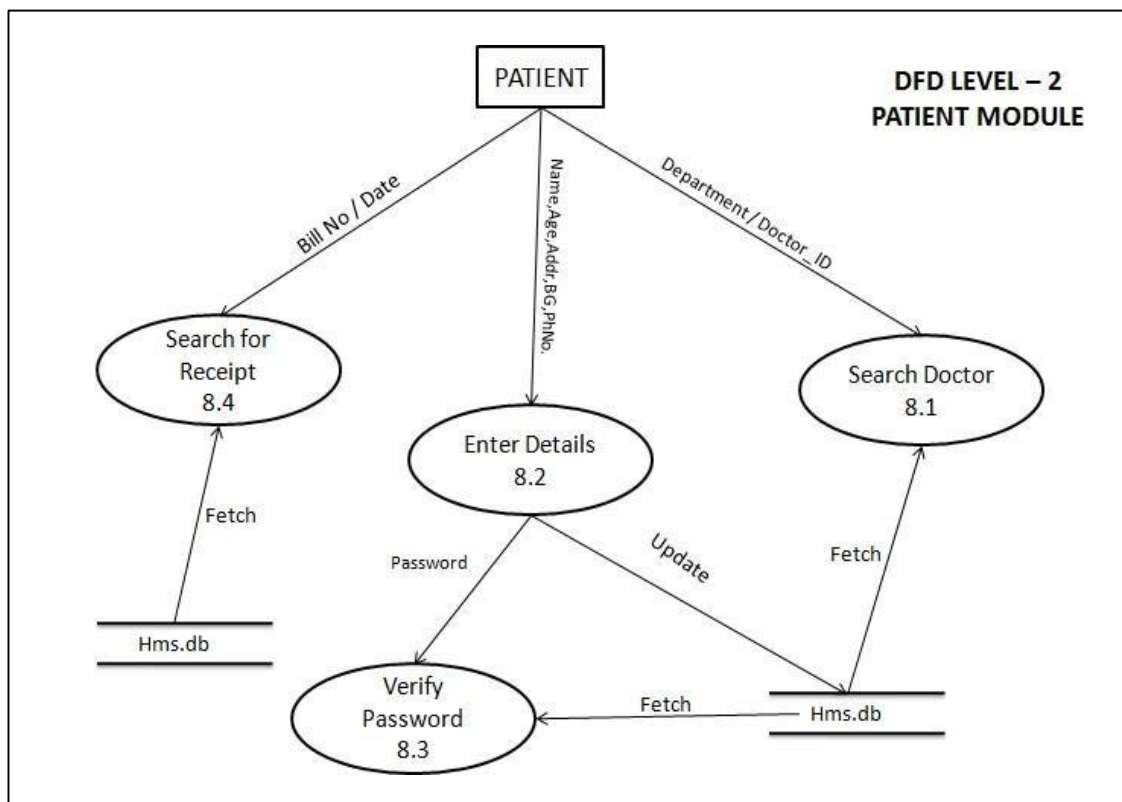 PATIENT
DFD LEVEL – 2
PATIENT MODULE
Bill No / Date
Name,Age,Addr,BG,PhNo.
Department / Doctor_ID
Search for
Receipt
8.4
Search Doctor
8.1
Enter Details
8.2
Fetch
Password
Update
Fetch
Hms.db
Verify
Password
8.3
Fetch
Hms.db